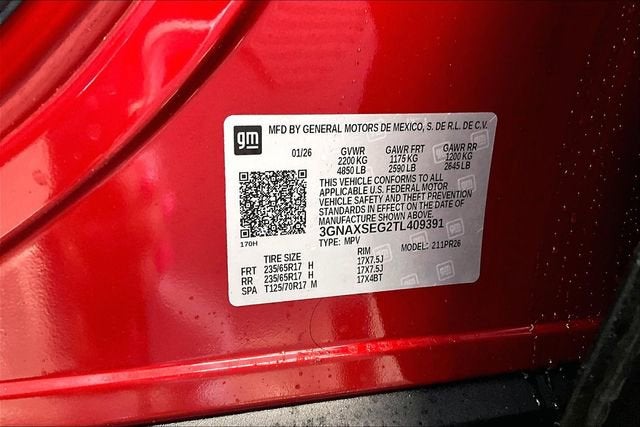 gm
MFD BY GENERAL MOTORS DE MEXICO, S. DE R.L. DE C.V.
01/26 GVWR GAWR FRT GAWR RR
2200 KG 1175 KG 1200 KG
4850 LB 2590 LB 2645 LB
THIS VEHICLE CONFORMS TO ALL
APPLICABLE U.S. FEDERAL MOTOR
VEHICLE SAFETY AND THEFT PREVENTION
STANDARDS IN EFFECT ON THE DATE OF
MANUFACTURE SHOWN ABOVE.
3GNAXSEG2TL409391
170H
TYPE: MPV MODEL: 211PR26
TIRE SIZE RIM
FRT 235/65R17 H 17X7.5J
RR 235/65R17 H 17X7.5J
SPA T125/70R17 M 17X4BT